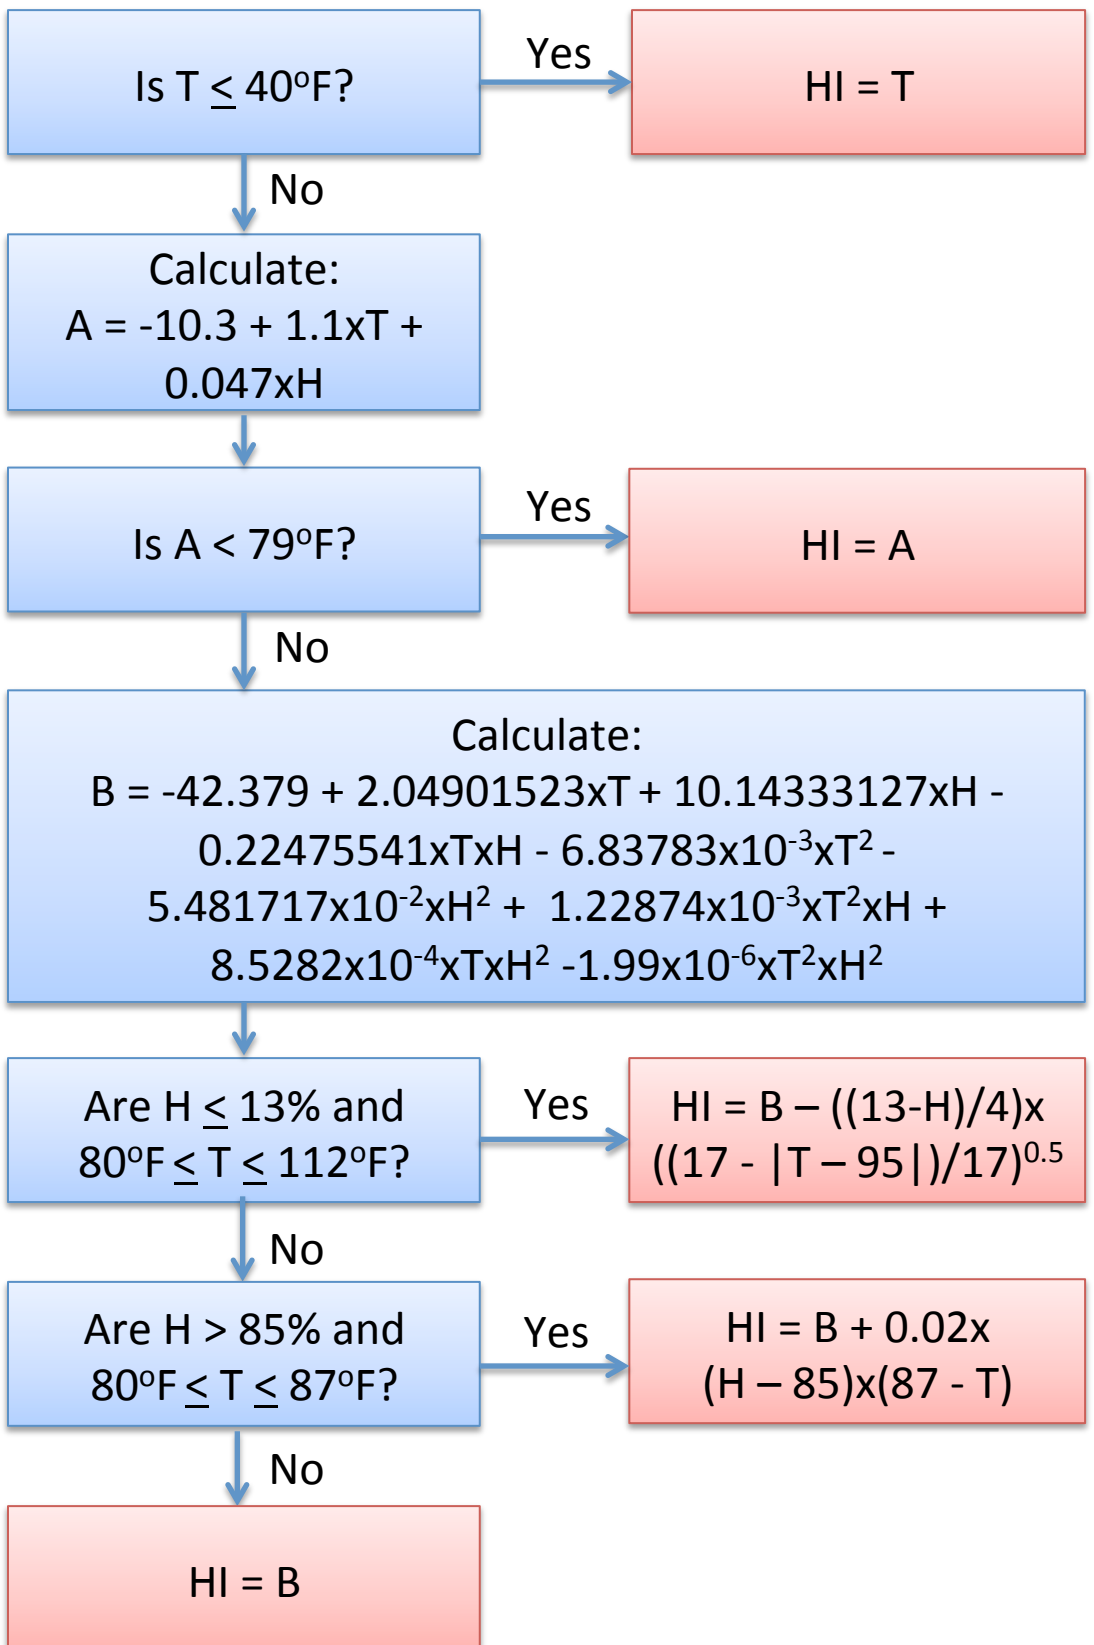 Is T ≤ 40ºF?
Yes
HI = T
No
Calculate:
A = -10.3 + 1.1xT +
0.047xH
Is A < 79ºF?
Yes
HI = A
No
Calculate:
B = -42.379 + 2.04901523xT + 10.14333127xH -
0.22475541xTxH - 6.83783x10⁻³xT² -
5.481717x10⁻²xH² + 1.22874x10⁻³xT²xH +
8.5282x10⁻⁴xTxH² -1.99x10⁻⁶xT²xH²
Are H ≤ 13% and
80ºF ≤ T ≤ 112ºF?
Yes
HI = B – ((13-H)/4)x
((17 - |T – 95|)/17)⁰·⁵
No
Are H > 85% and
80ºF ≤ T ≤ 87ºF?
Yes
HI = B + 0.02x
(H – 85)x(87 - T)
No
HI = B